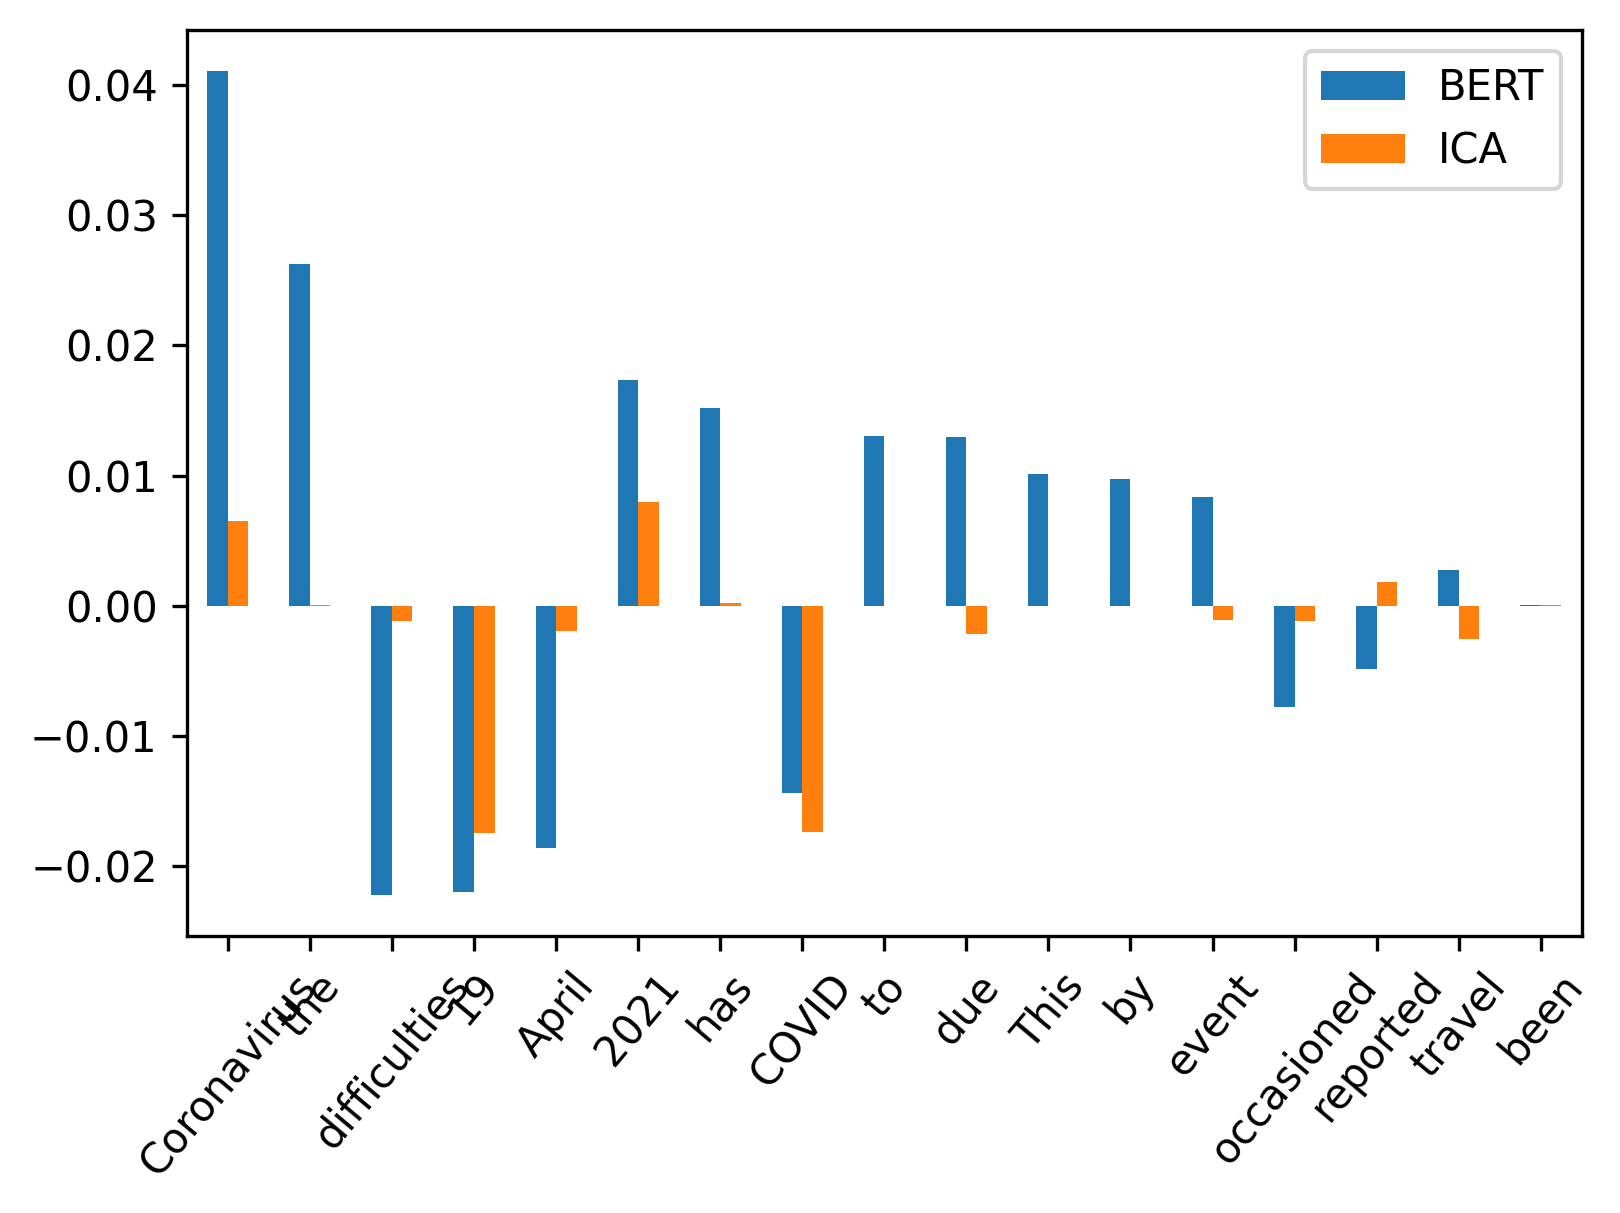 BERT
ICA
0.04
0.03
0.02
0.01
0.00
−0.01
−0.02
Coronavirus
the
difficulties
19
April
2021
has
COVID
to
due
This
by
event
occasioned
reported
travel
been